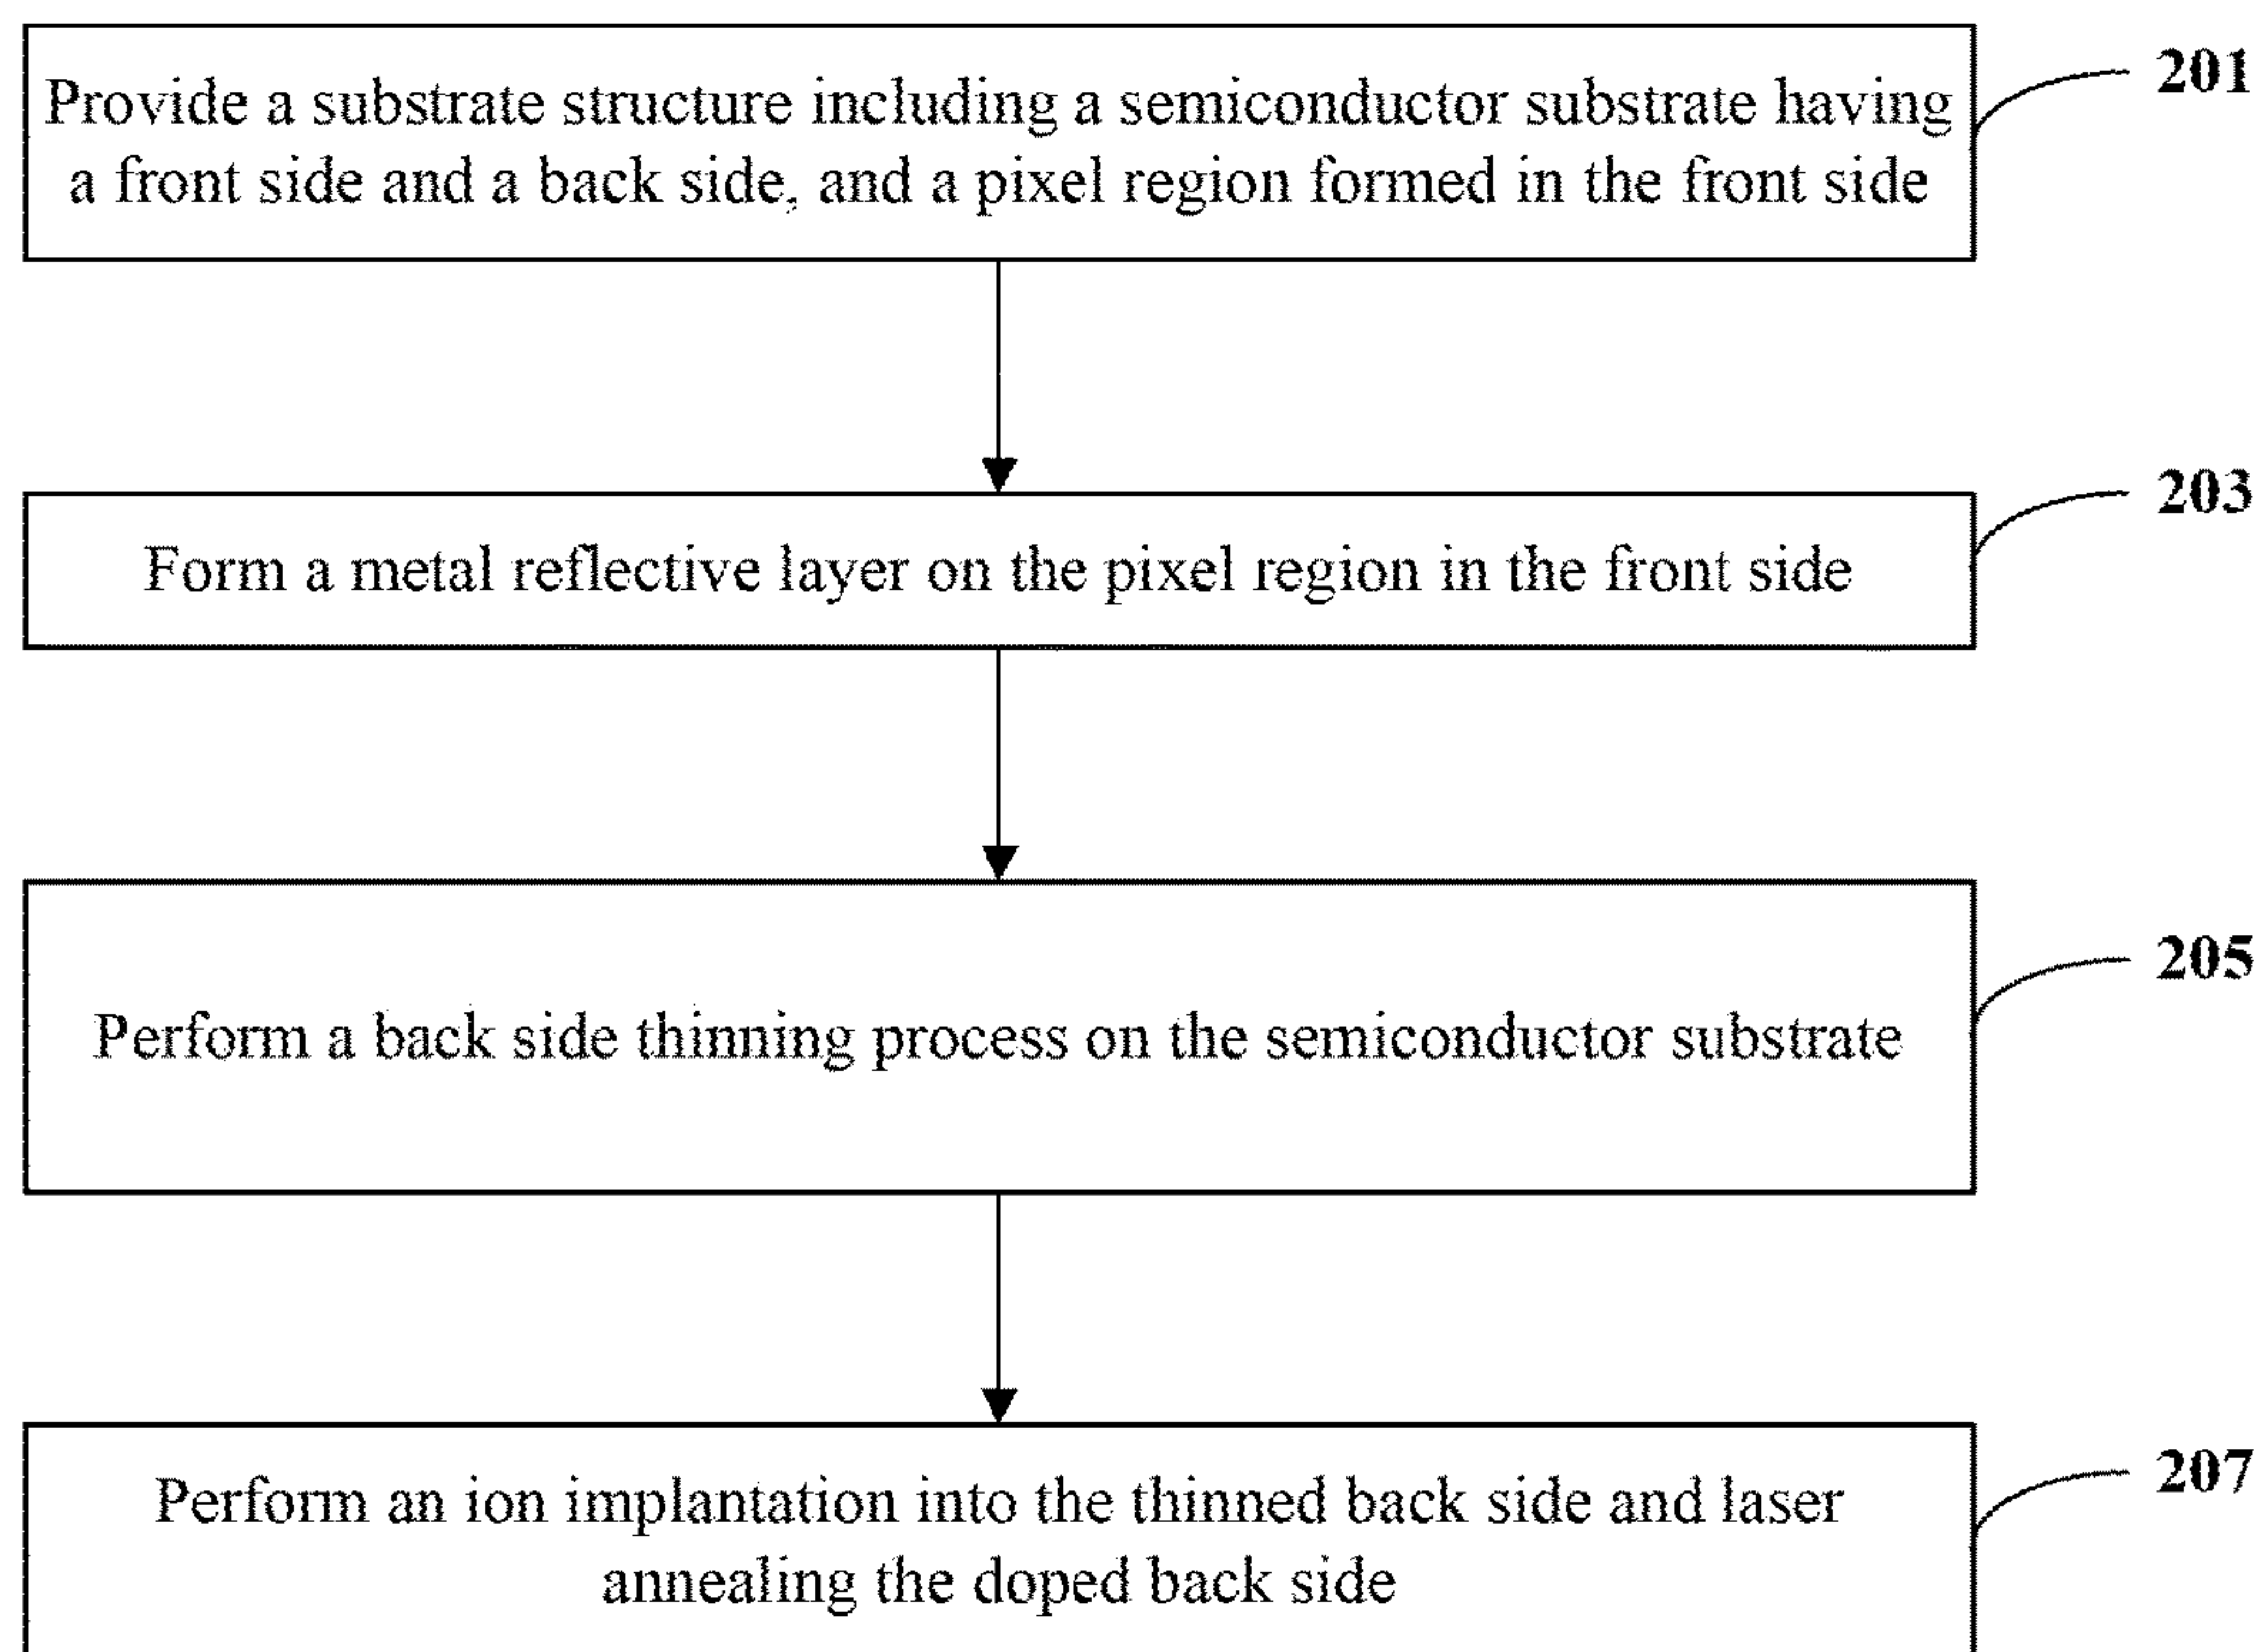 Provide a substrate structure including a semiconductor substrate having
a front side and a back side, and a pixel region formed in the front side
201
Form a metal reflective layer on the pixel region in the front side
203
Perform a back side thinning process on the semiconductor substrate
205
Perform an ion implantation into the thinned back side and laser
annealing the doped back side
207